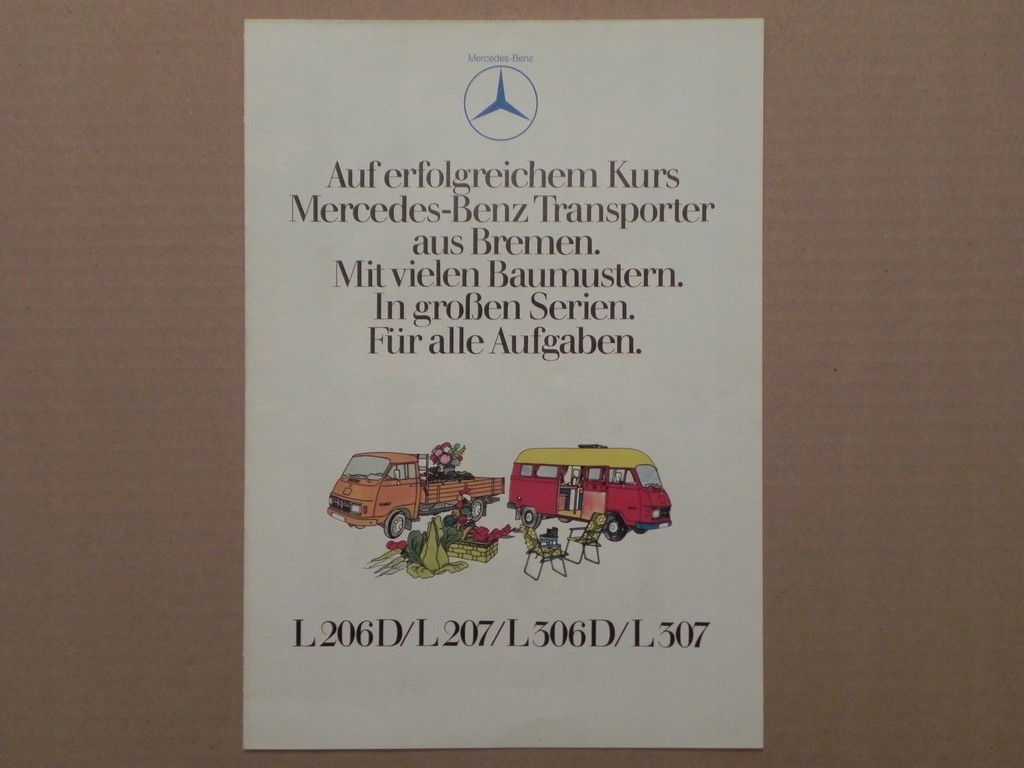 Mercedes-Benz
Auf erfolgreichem Kurs
Mercedes-Benz Transporter
aus Bremen.
Mit vielen Baumustern.
In großen Serien.
Für alle Aufgaben.
L 206 D/L 207/L 306 D/L 307